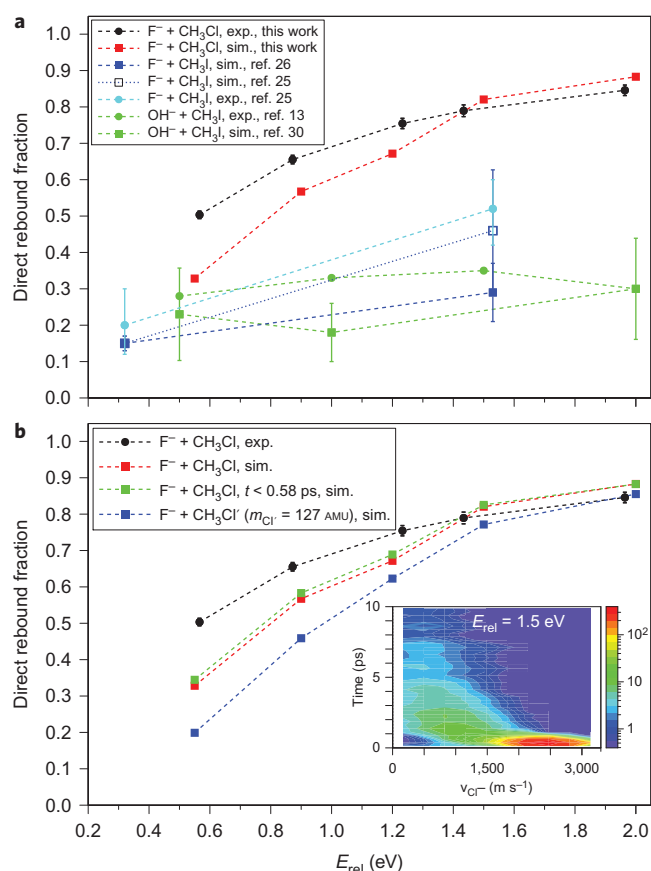 a
F⁻ + CH₃Cl, exp., this work
F⁻ + CH₃Cl, sim., this work
F⁻ + CH₃I, sim., ref. 26
F⁻ + CH₃I, sim., ref. 25
F⁻ + CH₃I, exp., ref. 25
OH⁻ + CH₃I, exp., ref. 13
OH⁻ + CH₃I, sim., ref. 30
Direct rebound fraction
1.0
0.9
0.8
0.7
0.6
0.5
0.4
0.3
0.2
0.1
0.0
b
F⁻ + CH₃Cl, exp.
F⁻ + CH₃Cl, sim.
F⁻ + CH₃Cl, t < 0.58 ps, sim.
F⁻ + CH₃Cl′ (m_Cl′ = 127 AMU), sim.
Direct rebound fraction
1.0
0.9
0.8
0.7
0.6
0.5
0.4
0.3
0.2
0.1
0.0
E_rel = 1.5 eV
Time (ps)
10
5
0
0 1,500 3,000
v_Cl⁻ (m s⁻¹)
10²
10
1
0.2 0.4 0.6 0.8 1.0 1.2 1.4 1.6 1.8 2.0
E_rel (eV)